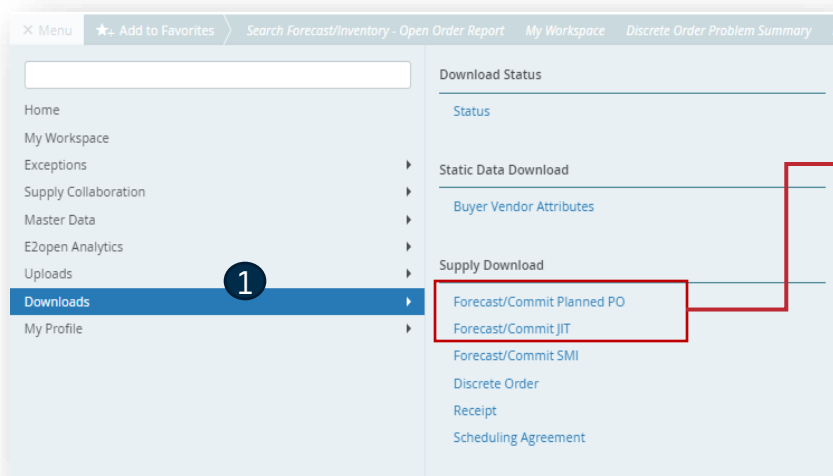 × Menu ★+ Add to Favorites Search Forecast/Inventory - Open Order Report My Workspace Discrete Order Problem Summary
Home
My Workspace
Exceptions
Supply Collaboration
Master Data
E2open Analytics
Uploads
1
Downloads
My Profile
Download Status
Status
Static Data Download
Buyer Vendor Attributes
Supply Download
Forecast/Commit Planned PO
Forecast/Commit JIT
Forecast/Commit SMI
Discrete Order
Receipt
Scheduling Agreement